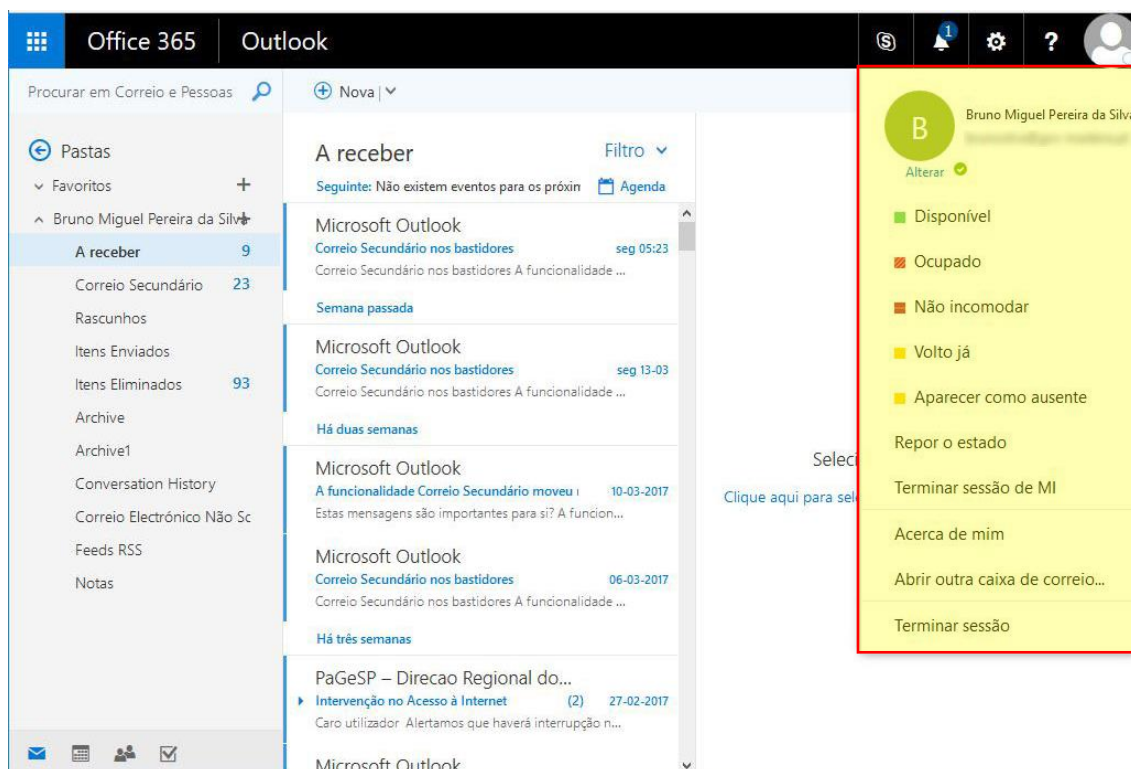 Office 365
Outlook
1
?
Procurar em Correio e Pessoas
Nova
Pastas
Favoritos
Bruno Miguel Pereira da Silva
A receber 9
Correio Secundário 23
Rascunhos
Itens Enviados
Itens Eliminados 93
Archive
Archive1
Conversation History
Correio Electrónico Não Sc
Feeds RSS
Notas
A receber
Filtro
Seguinte: Não existem eventos para os próxin
Agenda
Microsoft Outlook
Correio Secundário nos bastidores seg 05:23
Correio Secundário nos bastidores A funcionalidade ...
Semana passada
Microsoft Outlook
Correio Secundário nos bastidores seg 13-03
Correio Secundário nos bastidores A funcionalidade ...
Há duas semanas
Microsoft Outlook
A funcionalidade Correio Secundário moveu 10-03-2017
Estas mensagens são importantes para si? A funcion...
Microsoft Outlook
Correio Secundário nos bastidores 06-03-2017
Correio Secundário nos bastidores A funcionalidade ...
Há três semanas
PaGeSP – Direcao Regional do...
Intervenção no Acesso à Internet (2) 27-02-2017
Caro utilizador Alertamos que haverá interrupção n...
Microsoft Outlook
Seleci
Clique aqui para sel
B
Bruno Miguel Pereira da Silva
Alterar
Disponível
Ocupado
Não incomodar
Volto já
Aparecer como ausente
Repor o estado
Terminar sessão de MI
Acerca de mim
Abrir outra caixa de correio...
Terminar sessão